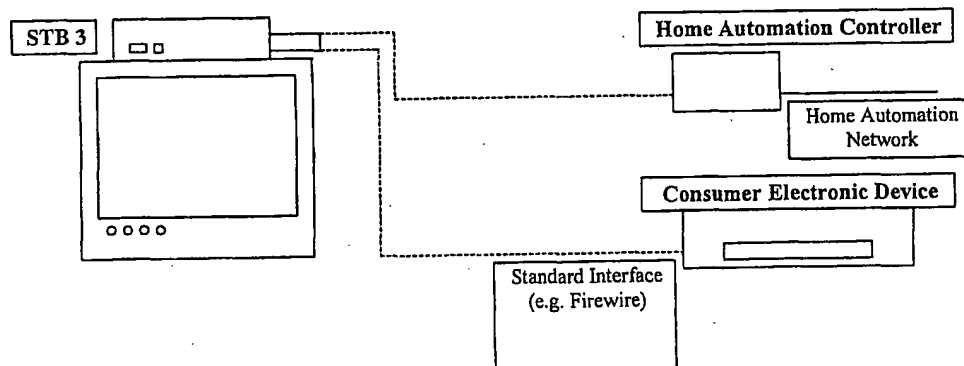 STB 3
Home Automation Controller
Home Automation
Network
Consumer Electronic Device
Standard Interface
(e.g. Firewire)